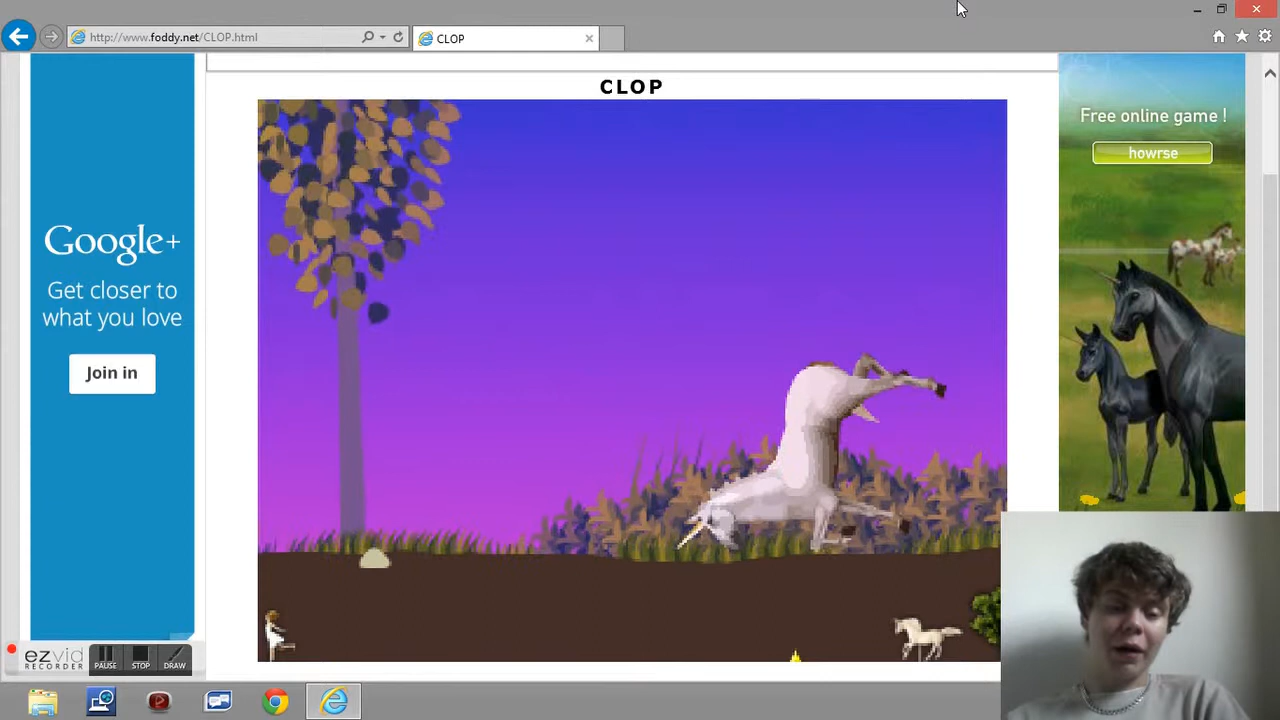 http://www.foddy.net/CLOP.html
CLOP
CLOP
Google+
Get closer to
what you love
Join in
Free online game !
howrse
ezvid
RECORDER
PAUSE
STOP
DRAW